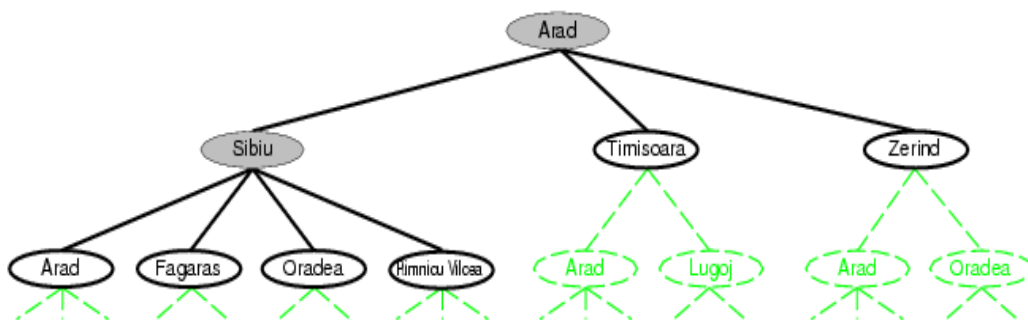 Arad
Sibiu
Timisoara
Zerind
Arad
Fagaras
Oradea
Rimnicu Vilcea
Arad
Lugoj
Arad
Oradea